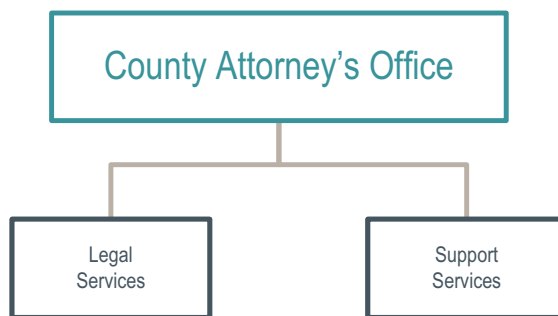 County Attorney’s Office
Legal
Services
Support
Services